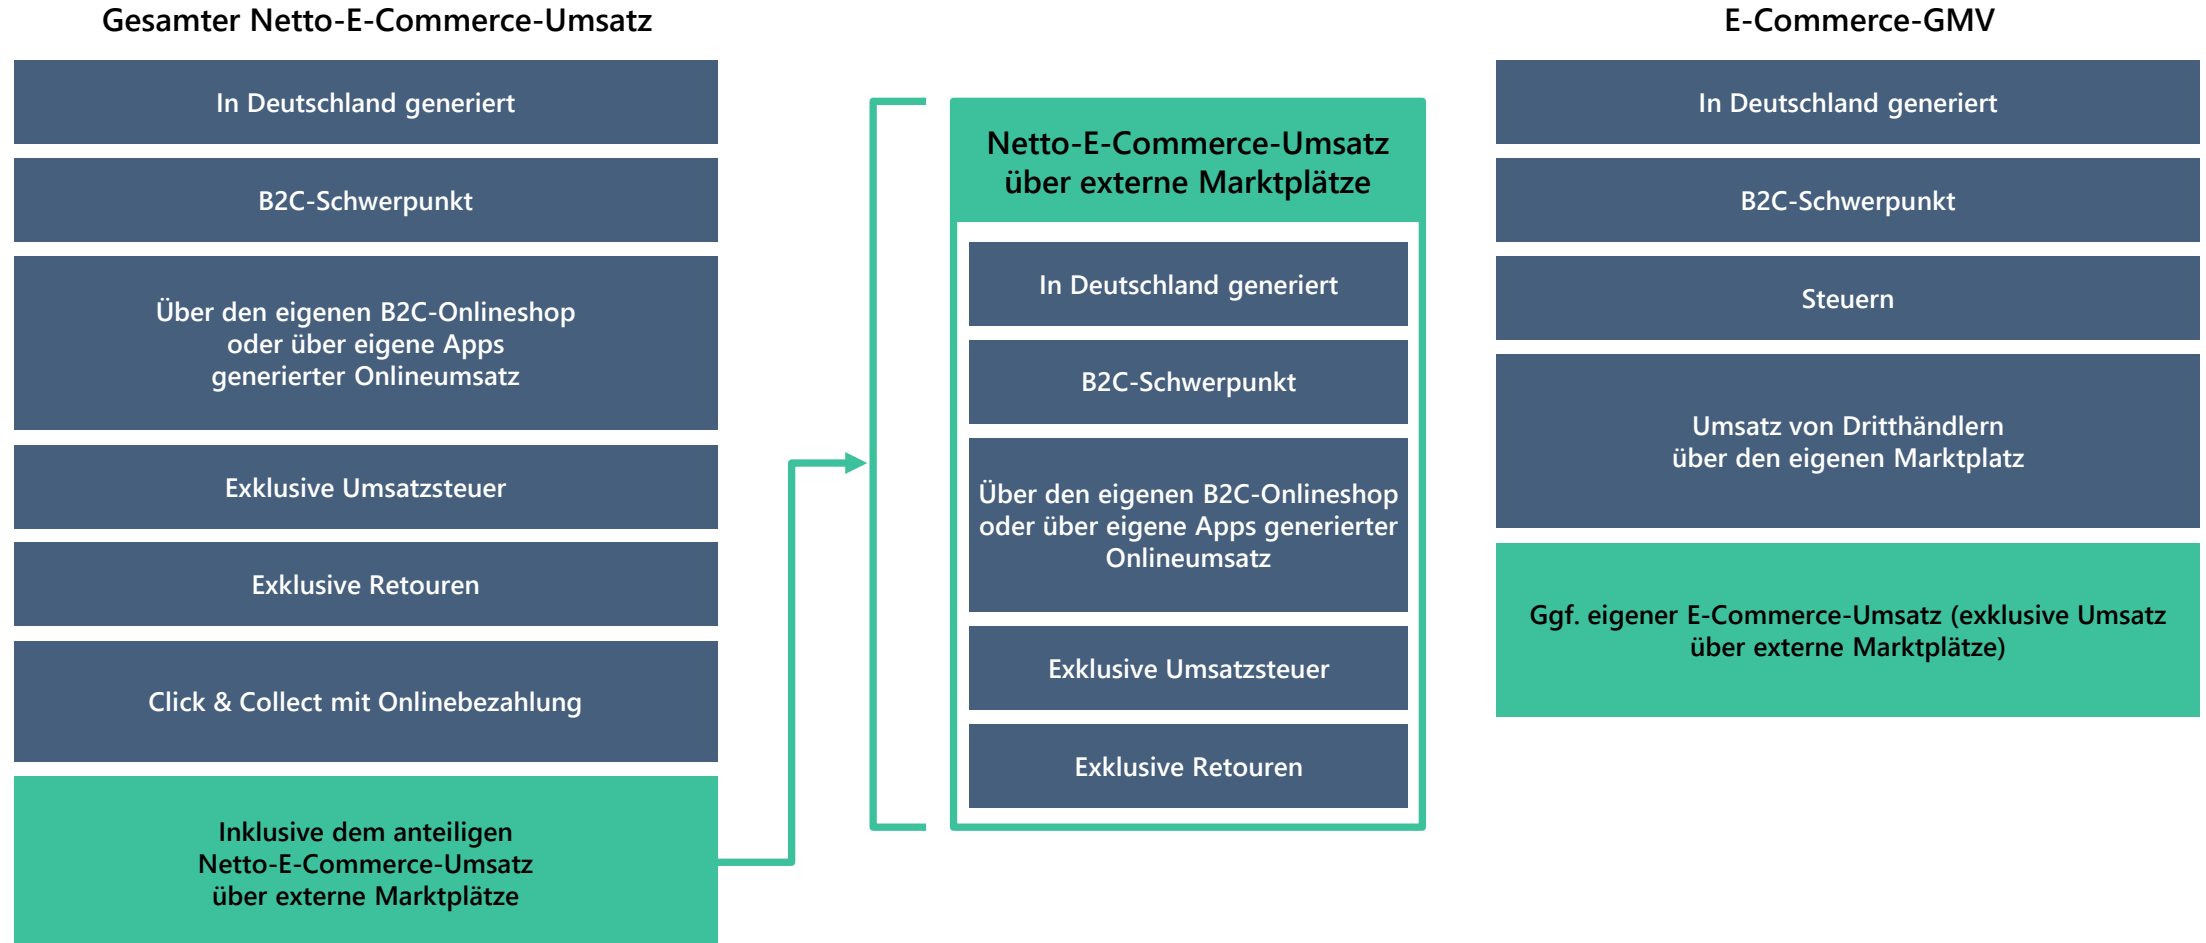 Gesamter Netto-E-Commerce-Umsatz
In Deutschland generiert
B2C-Schwerpunkt
Über den eigenen B2C-Onlineshop
oder über eigene Apps
generierter Onlineumsatz
Exklusive Umsatzsteuer
Exklusive Retouren
Click & Collect mit Onlinebezahlung
Inklusive dem anteiligen
Netto-E-Commerce-Umsatz
über externe Marktplätze
Netto-E-Commerce-Umsatz
über externe Marktplätze
In Deutschland generiert
B2C-Schwerpunkt
Über den eigenen B2C-Onlineshop
oder über eigene Apps generierter
Onlineumsatz
Exklusive Umsatzsteuer
Exklusive Retouren
E-Commerce-GMV
In Deutschland generiert
B2C-Schwerpunkt
Steuern
Umsatz von Dritthändlern
über den eigenen Marktplatz
Ggf. eigener E-Commerce-Umsatz (exklusive Umsatz
über externe Marktplätze)